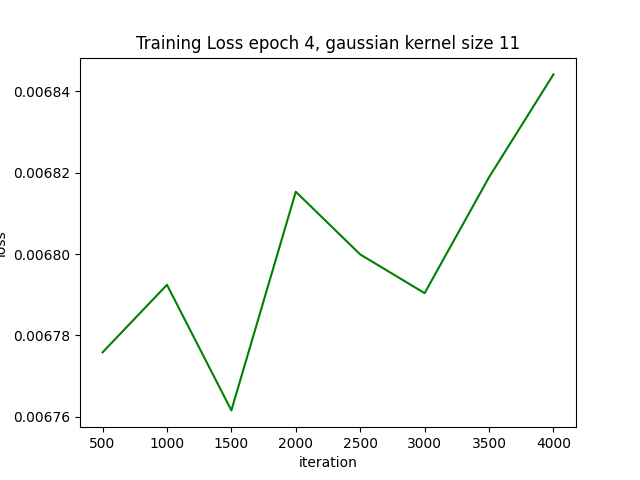 Training Loss epoch 4, gaussian kernel size 11
0.00684
0.00682
0.00680
0.00678
0.00676
loss
500 1000 1500 2000 2500 3000 3500 4000
iteration